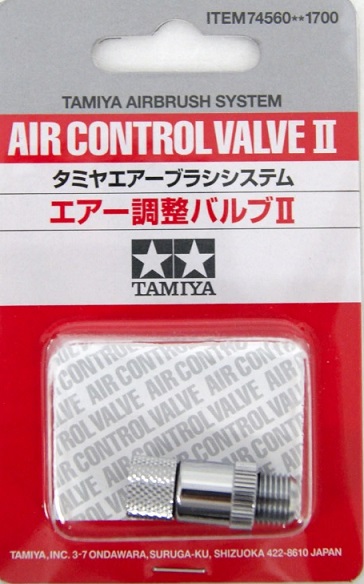 ITEM74560**1700
TAMIYA AIRBRUSH SYSTEM
AIR CONTROL VALVE II
タミヤエアーブラシシステム
エアー調整バルブII
TAMIYA
AIR CONTROL VALVE AIR CONTROL VALVE
TAMIYA, INC. 3-7 ONDAWARA, SURUGA-KU, SHIZUOKA 422-8610 JAPAN